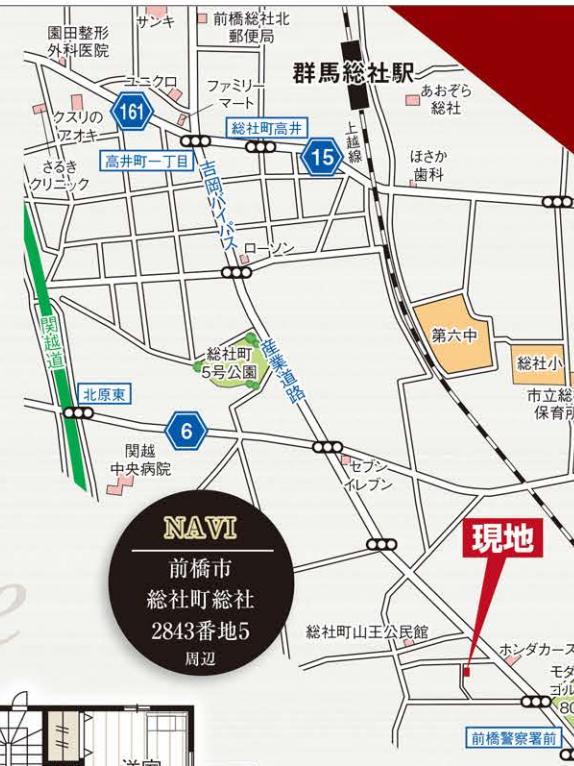 サンキ
園田整形
外科医院
前橋総社北
郵便局
群馬総社駅
あおぞら
総社
ユニクロ
ファミリー
マート
クスリの
アオキ
161
高井町一丁目
総社町高井
15
上越線
ほさか
歯科
さるき
クリニック
吉岡バイパス
ローソン
関越道
総社町
5号公園
産業道路
第六中
総社小
市立総
保育所
北原東
6
関越
中央病院
セブン
イレブン
NAVI
前橋市
総社町総社
2843番地5
周辺
現地
総社町山王公民館
ホンダカーズ
モダ
ゴル
80
前橋警察署前
洋室